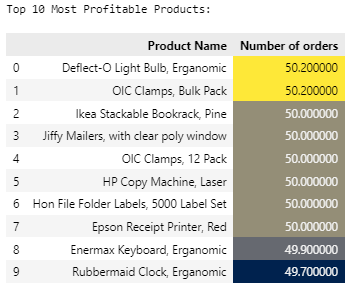 Top 10 Most Profitable Products:
Product Name Number of orders
0 Deflect-O Light Bulb, Erganomic 50.200000
1 OIC Clamps, Bulk Pack 50.200000
2 Ikea Stackable Bookrack, Pine 50.000000
3 Jiffy Mailers, with clear poly window 50.000000
4 OIC Clamps, 12 Pack 50.000000
5 HP Copy Machine, Laser 50.000000
6 Hon File Folder Labels, 5000 Label Set 50.000000
7 Epson Receipt Printer, Red 50.000000
8 Enermax Keyboard, Erganomic 49.900000
9 Rubbermaid Clock, Erganomic 49.700000